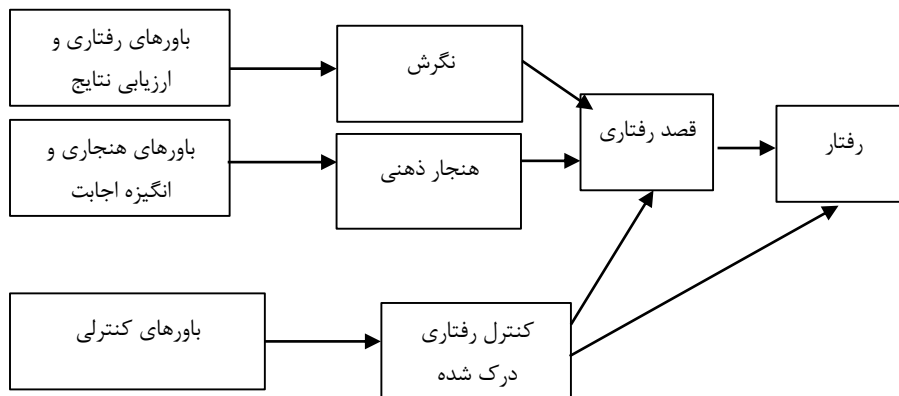 باورهای رفتاری و
ارزیابی نتایج
نگرش
قصد رفتاری
رفتار
باورهای هنجاری و
انگیزه اجابت
هنجار ذهنی
باورهای کنترلی
کنترل رفتاری
درک شده